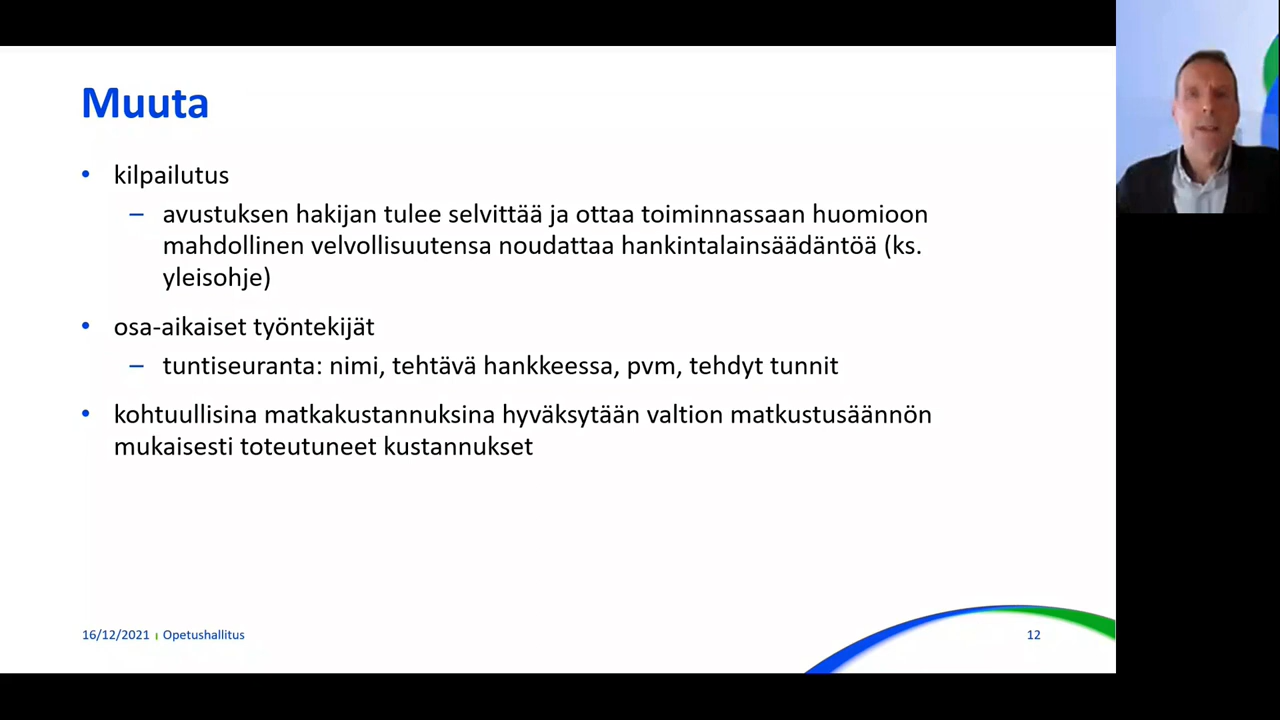 Muuta
• kilpailutus
– avustuksen hakijan tulee selvittää ja ottaa toiminnassaan huomioon
mahdollinen velvollisuutensa noudattaa hankintalainsäädäntöä (ks.
yleisohje)
• osa-aikaiset työntekijät
– tuntiseuranta: nimi, tehtävä hankkeessa, pvm, tehdyt tunnit
• kohtuullisina matkakustannuksina hyväksytään valtion matkustusäännön
mukaisesti toteutuneet kustannukset
16/12/2021 ı Opetushallitus 12